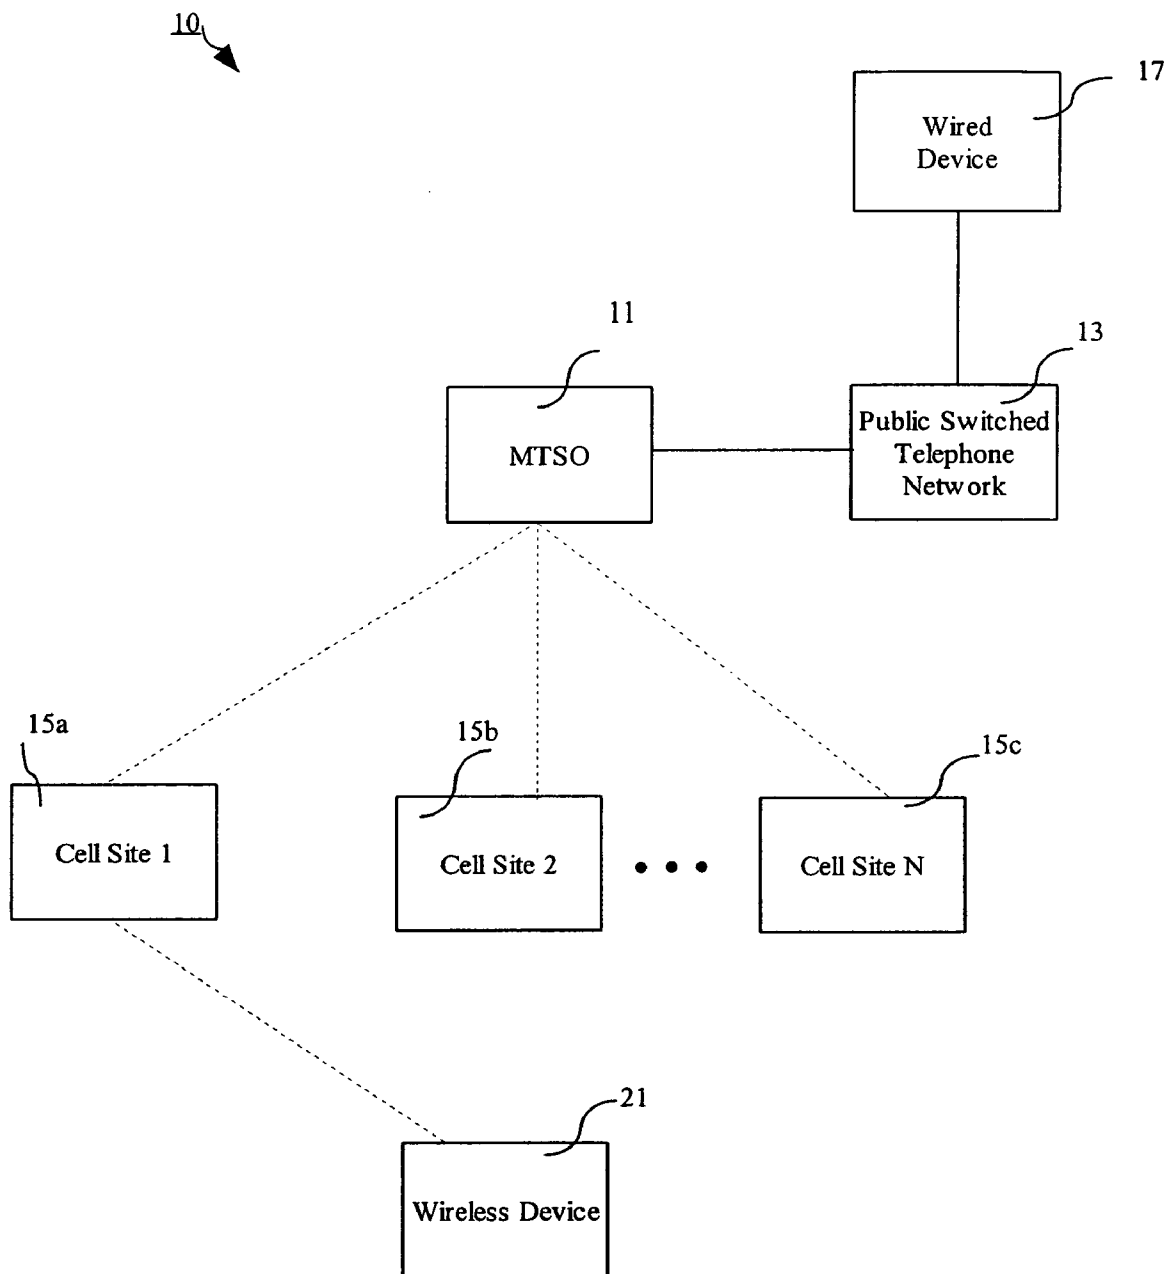 10
17
Wired
Device
11
13
MTSO
Public Switched
Telephone
Network
15a
15b
15c
Cell Site 1
Cell Site 2
Cell Site N
21
Wireless Device